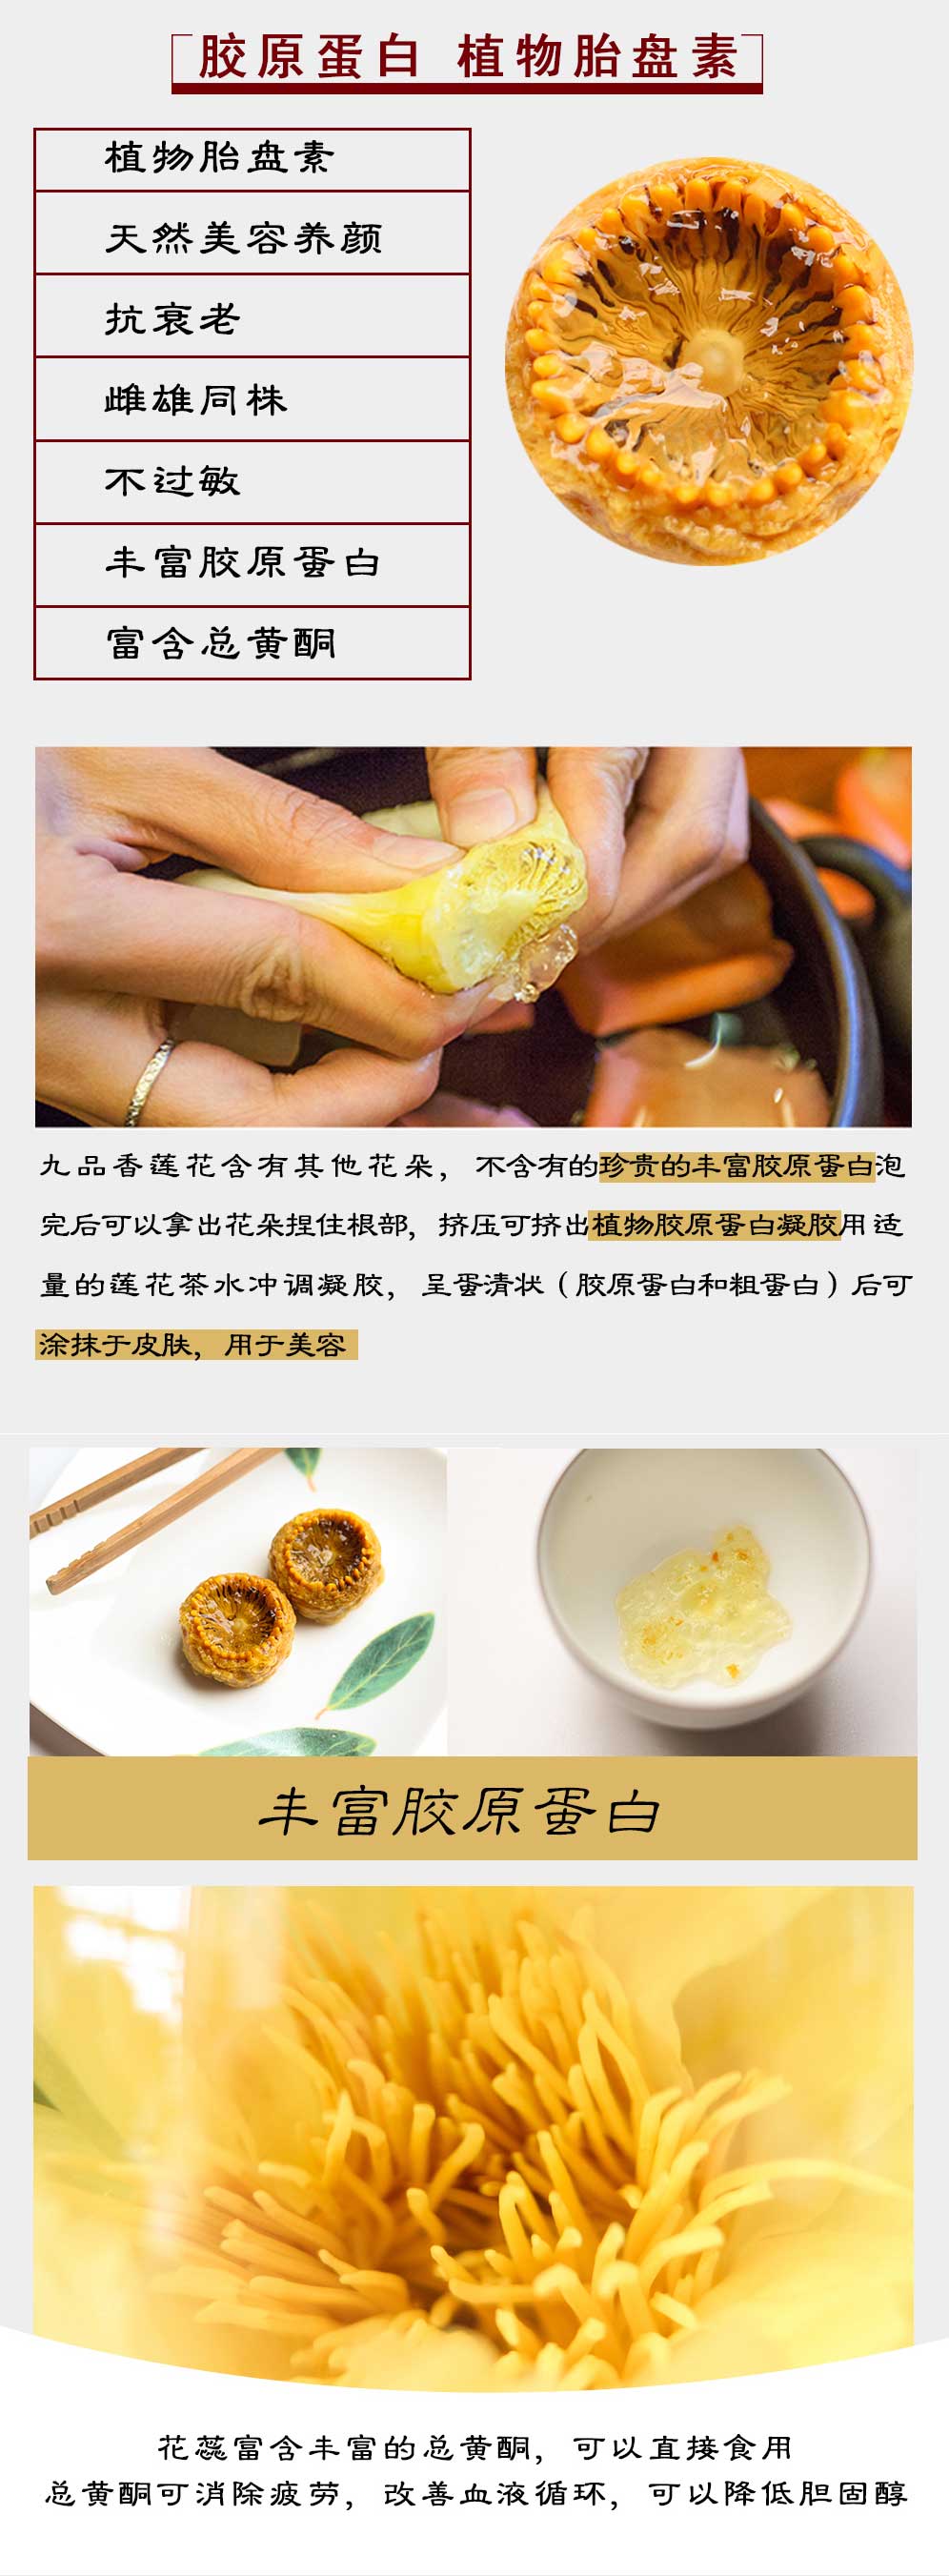 胶原蛋白 植物胎盘素
植物胎盘素
天然美容养颜
抗衰老
雌雄同株
不过敏
丰富胶原蛋白
富含总黄酮
九品香莲花含有其他花朵，不含有的珍贵的丰富胶原蛋白泡
完后可以拿出花朵捏住根部，挤压可挤出植物胶原蛋白凝胶用适
量的莲花茶水冲调凝胶，呈蛋清状（胶原蛋白和粗蛋白）后可
涂抹于皮肤，用于美容
丰富胶原蛋白
花蕊富含丰富的总黄酮，可以直接食用
总黄酮可消除疲劳，改善血液循环，可以降低胆固醇